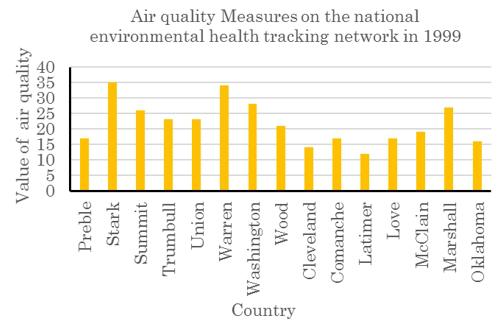 Air quality Measures on the national
environmental health tracking network in 1999
Value of air quality
40
35
30
25
20
15
10
5
0
Preble
Stark
Summit
Trumbull
Union
Warren
Washington
Wood
Cleveland
Comanche
Latimer
Love
McClain
Marshall
Oklahoma
Country